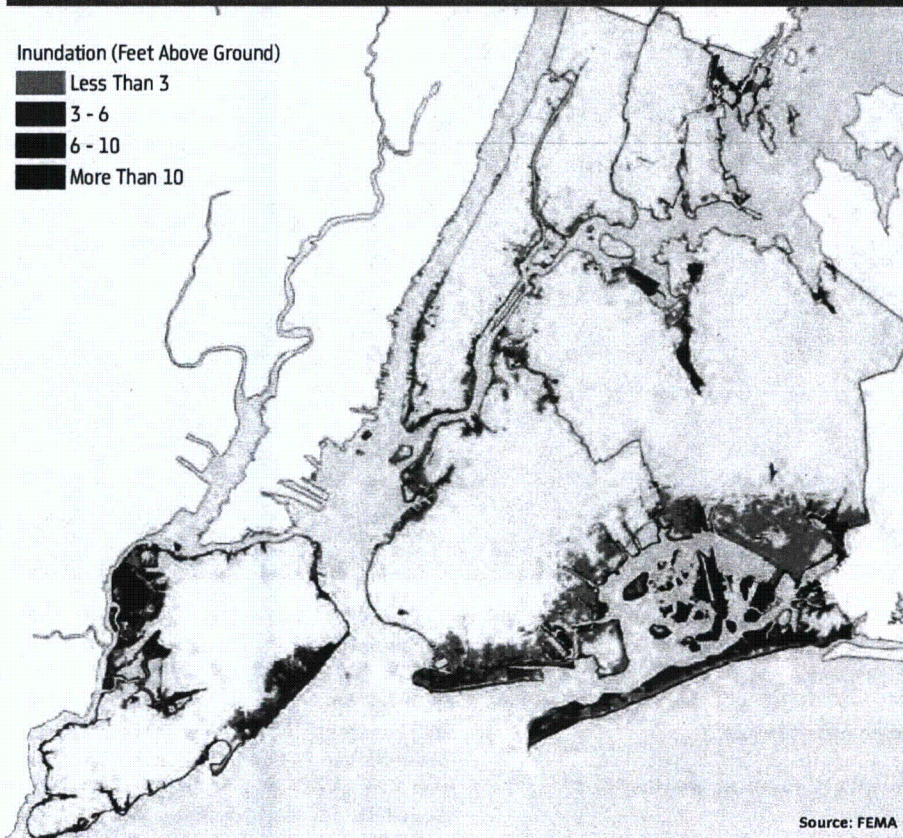 Inundation (Feet Above Ground)
Less Than 3
3 - 6
6 - 10
More Than 10
Source: FEMA